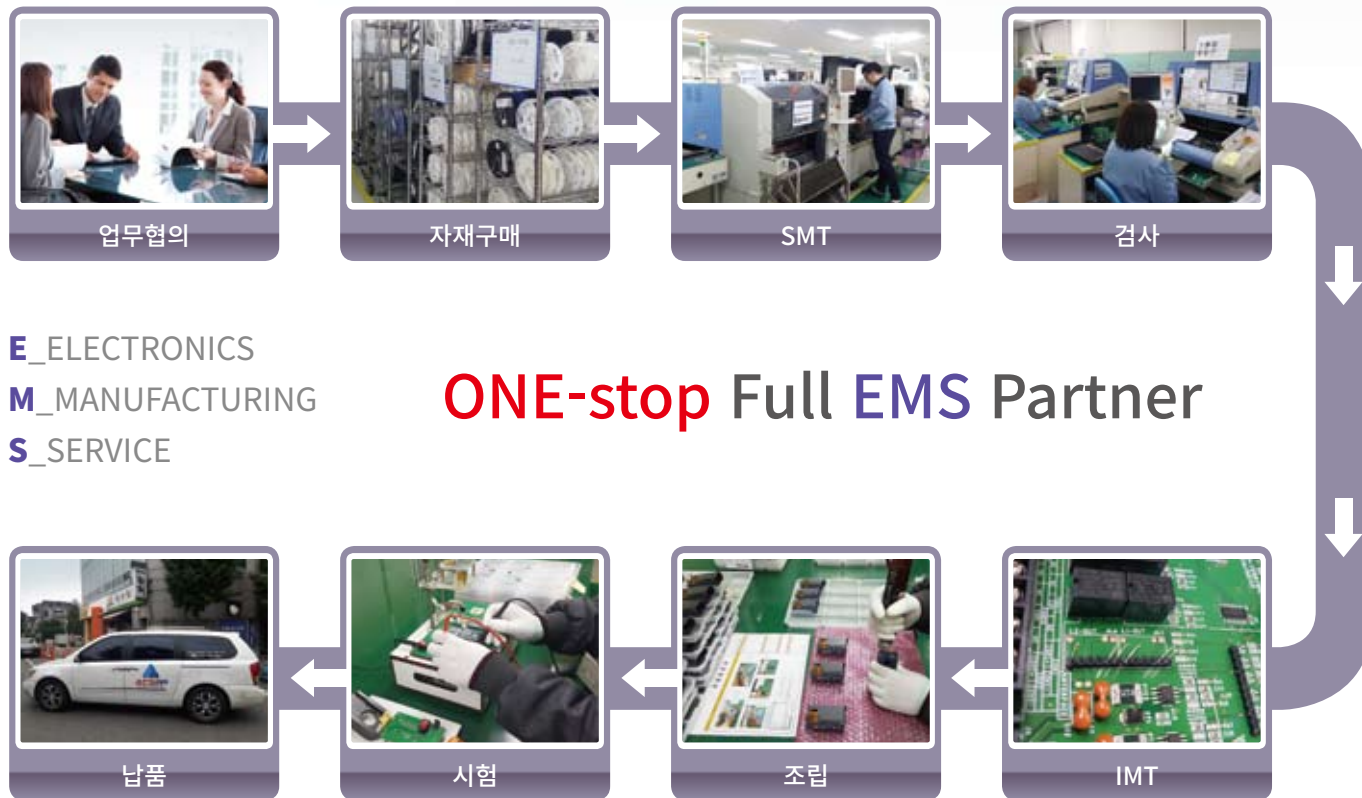 업무협의
자재구매
SMT
검사
E_ELECTRONICS
M_MANUFACTURING
S_SERVICE
ONE-stop Full EMS Partner
납품
시험
조립
IMT